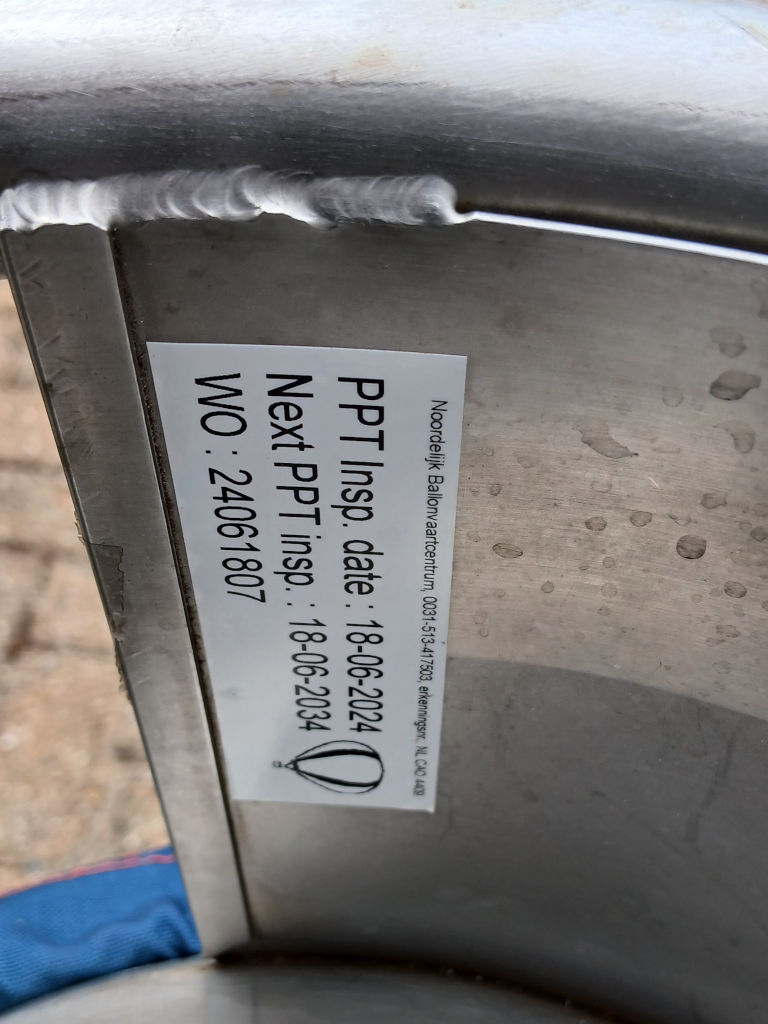 Noordelijk Ballonvaartcentrum, 0031-513-417503, erkenningsnr. NL CAO 4409
PPT Insp. date : 18-06-2024
Next PPT insp. : 18-06-2034
WO : 24061807